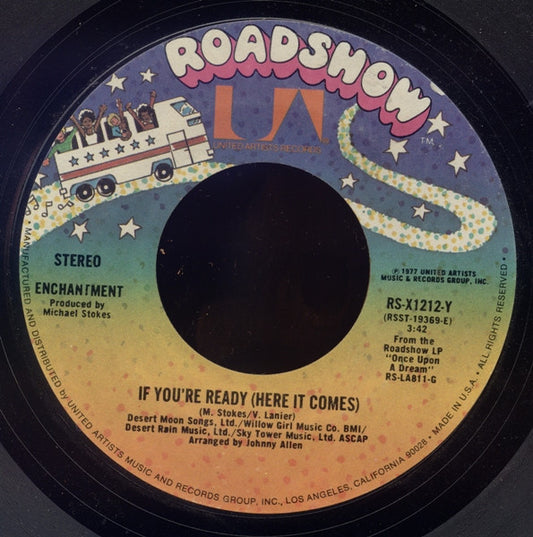 ROADSHOW
TM
UA
UNITED ARTISTS RECORDS
STEREO
ENCHANTMENT
Produced by
Michael Stokes
℗ 1977 UNITED ARTISTS
MUSIC & RECORDS GROUP, INC.
RS-X1212-Y
(RSST-19369-E)
3:42
From the
Roadshow LP
"Once Upon
A Dream"
RS-LA811-G
IF YOU'RE READY (HERE IT COMES)
(M. Stokes/V. Lanier)
Desert Moon Songs, Ltd./Willow Girl Music Co. BMI/
Desert Rain Music, Ltd./Sky Tower Music, Ltd. ASCAP
Arranged by Johnny Allen
• MANUFACTURED AND DISTRIBUTED BY UNITED ARTISTS MUSIC AND RECORDS GROUP, INC., LOS ANGELES, CALIFORNIA 90028 • MADE IN U.S.A. • ALL RIGHTS RESERVED •